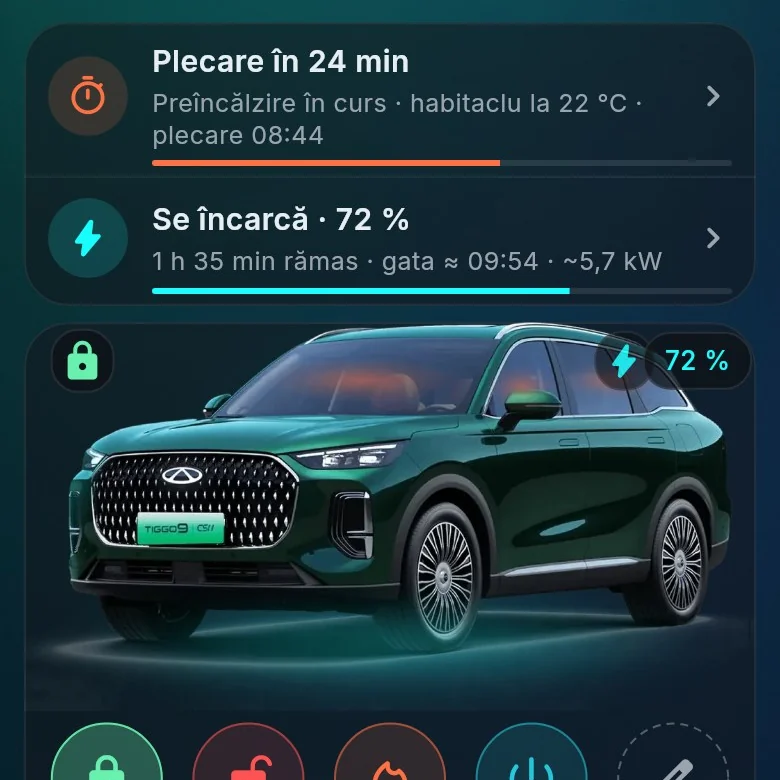 Plecare în 24 min
Preîncălzire în curs · habitaclu la 22 °C ·
plecare 08:44
Se încarcă · 72 %
1 h 35 min rămas · gata ≈ 09:54 · ~5,7 kW
72 %
TIGGO9